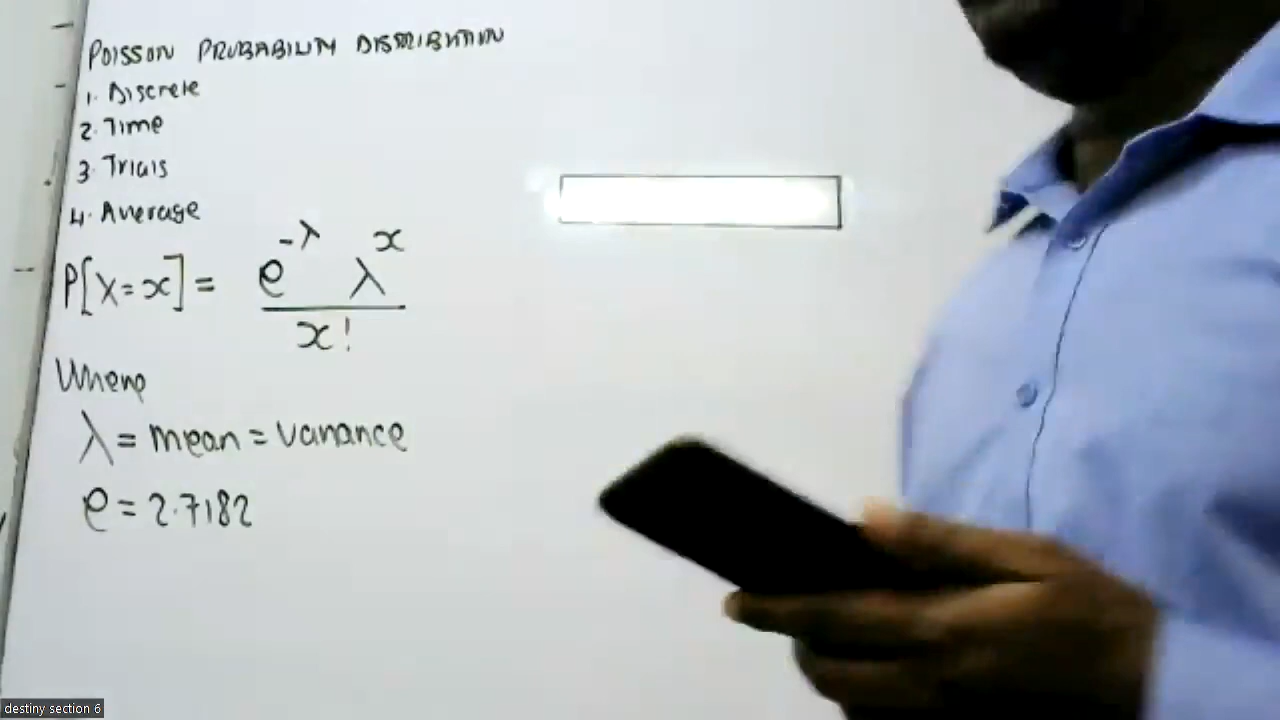 POISSON PROBABILITY DISTRIBUTION
1. Discrete
2. Time
3. Trials
4. Average
P[X=x] = e^-λ λ^x / x!
Where
λ = mean = variance
e = 2.7182
destiny section 6